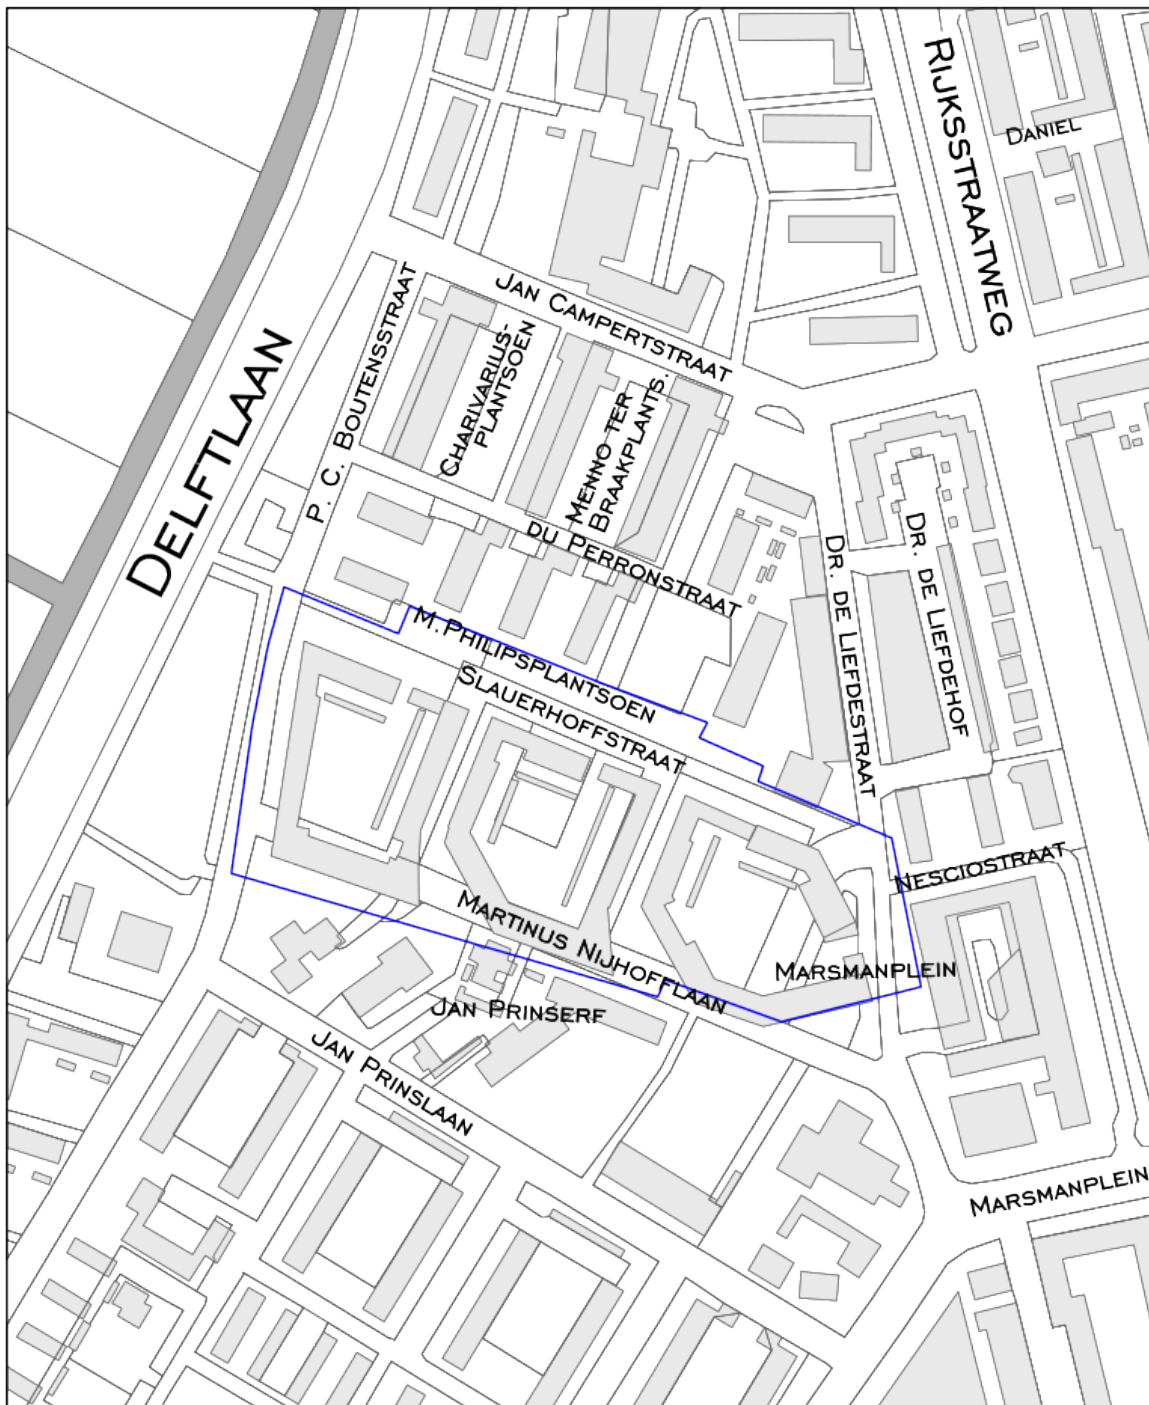 RIJKSSTRAATWEG
DANIEL
JAN CAMPERTSTRAAT
P. C. BOUTENSSTRAAT
CHARIVARIUS-
PLANTSOEN
MENNO TER
BRAAKPLANTS.
DELFTLAAN
DU PERRONSTRAAT
DR. DE LIEFDESTRAAT
DR. DE LIEFDEHOF
M. PHILIPSPLANTSOEN
SLAUERHOFFSTRAAT
NESCIOSTRAAT
MARTINUS NIJHOFFLAAN
MARSMANPLEIN
JAN PRINSERF
JAN PRINSLAAN
MARSMANPLEIN